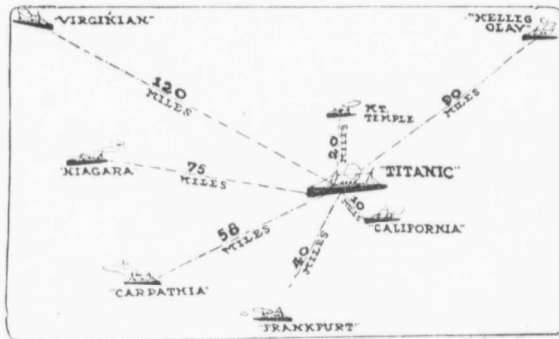 "VIRGINIAN"
"HELLIG
OLAV"
120
MILES
90
MILES
MT.
TEMPLE
20
MILES
"NIAGARA"
75
MILES
"TITANIC"
10
MILES
"CALIFORNIA"
58
MILES
40
MILES
"CARPATHIA"
"FRANKFURT"